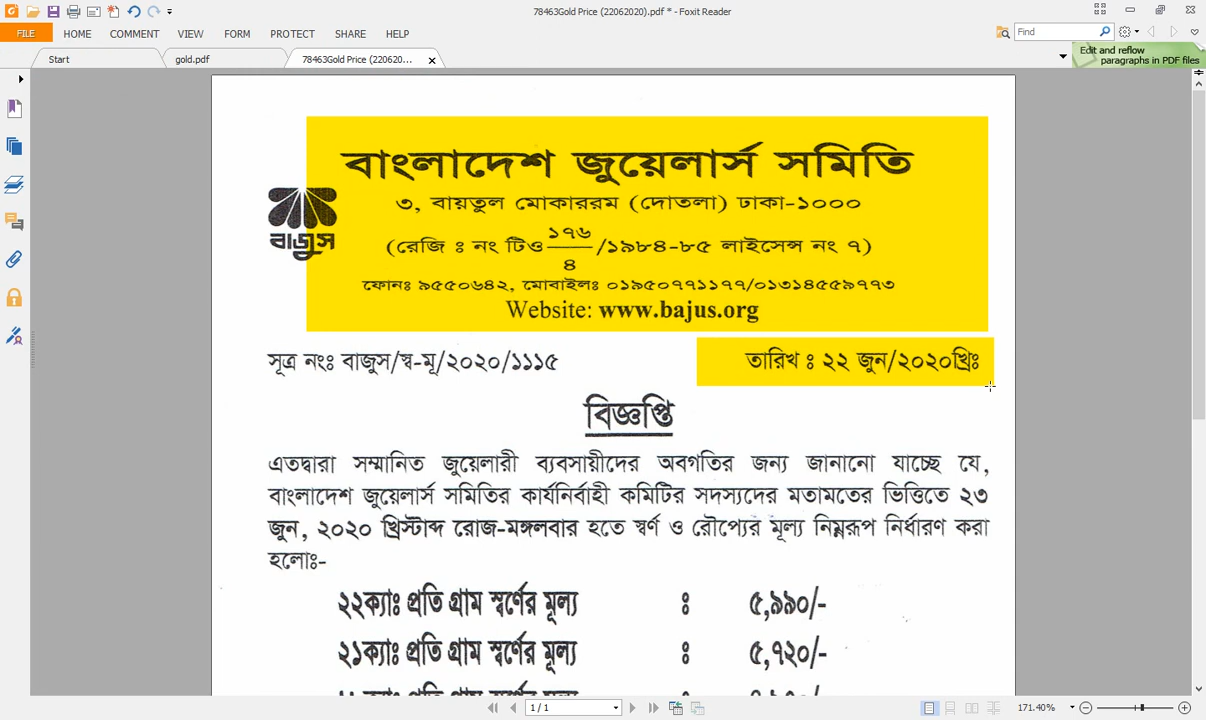 78463Gold Price (22062020).pdf * - Foxit Reader
FILE HOME COMMENT VIEW FORM PROTECT SHARE HELP
Find
Start gold.pdf 78463Gold Price (220620...
Edit and reflow
paragraphs in PDF files
বাংলাদেশ জুয়েলার্স সমিতি
৩, বায়তুল মোকাররম (দোতলা) ঢাকা-১০০০
বাজুস
(রেজি ঃ নং টিও ১৭৬/৪ /১৯৮৪-৮৫ লাইসেন্স নং ৭)
ফোনঃ ৯৫৫০৬৪২, মোবাইলঃ ০১৯৫০৭৭১১৭৭/০১৩১৪৫৫৯৭৭৩
Website: www.bajus.org
সূত্র নংঃ বাজুস/স্ব-মূ/২০২০/১১১৫
তারিখ ঃ ২২ জুন/২০২০খ্রিঃ
বিজ্ঞপ্তি
এতদ্বারা সম্মানিত জুয়েলারী ব্যবসায়ীদের অবগতির জন্য জানানো যাচ্ছে যে,
বাংলাদেশ জুয়েলার্স সমিতির কার্যনির্বাহী কমিটির সদস্যদের মতামতের ভিত্তিতে ২৩
জুন, ২০২০ খ্রিস্টাব্দ রোজ-মঙ্গলবার হতে স্বর্ণ ও রৌপ্যের মূল্য নিম্নরূপ নির্ধারণ করা
হলোঃ-
২২ক্যাঃ প্রতি গ্রাম স্বর্ণের মূল্য ঃ ৫,৯৯০/-
২১ক্যাঃ প্রতি গ্রাম স্বর্ণের মূল্য ঃ ৫,৭২০/-
1 / 1
171.40%